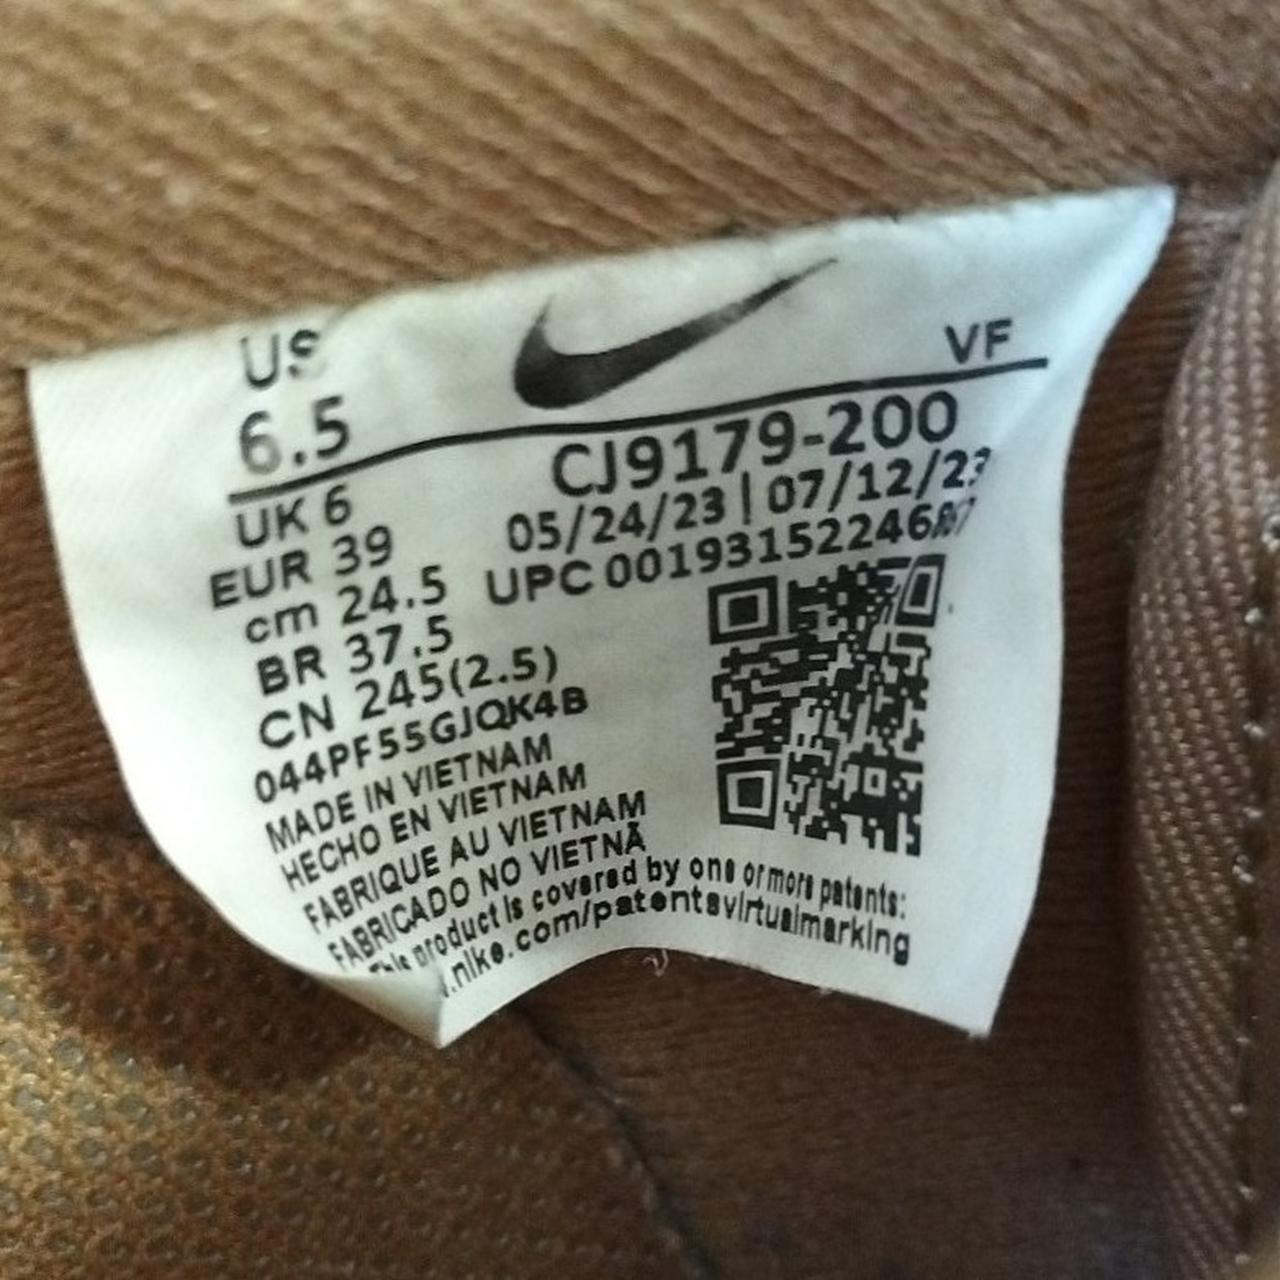 US
6.5
VF
UK 6
EUR 39
cm 24.5
BR 37.5
CN 245(2.5)
044PF55GJQK4B
CJ9179-200
05/24/23 | 07/12/23
UPC
MADE IN VIETNAM
HECHO EN VIETNAM
FABRIQUE AU VIETNAM
FABRICADO NO VIETNÃ
This product is covered by one or more patents:
.nike.com/patentsvirtualmarking